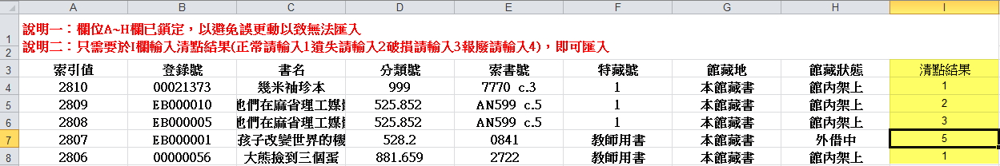 A B C D E F G H I
1 說明一：欄位A~H欄已鎖定，以避免誤更動以致無法匯入
2 說明二：只需要於I欄輸入清點結果(正常請輸入1遺失請輸入2破損請輸入3報廢請輸入4)，即可匯入
3 索引值 登錄號 書名 分類號 索書號 特藏號 館藏地 館藏狀態 清點結果
4 2810 00021373 幾米袖珍本 999 7770 c.3 1 本館藏書 館內架上 1
5 2809 EB000010 他們在麻省理工媒體 525.852 AN599 c.5 1 本館藏書 館內架上 2
6 2808 EB000005 他們在麻省理工媒體 525.852 AN599 c.5 1 本館藏書 館內架上 3
7 2807 EB000001 孩子改變世界的機 528.2 0841 教師用書 本館藏書 外借中 5
8 2806 00000056 大熊撿到三個蛋 881.659 2722 教師用書 本館藏書 館內架上 1